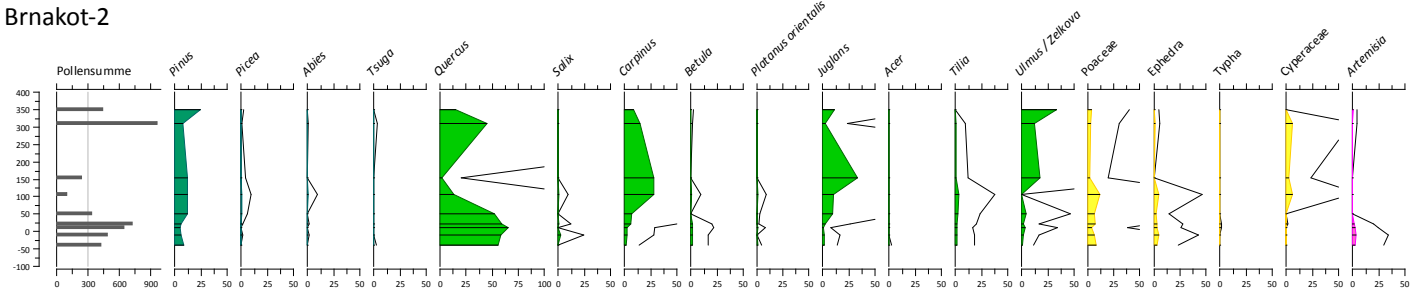 Brnakot-2
Pollensumme
Pinus
Picea
Abies
Tsuga
Quercus
Salix
Carpinus
Betula
Platanus orientalis
Juglans
Acer
Tilia
Ulmus / Zelkova
Poaceae
Ephedra
Typha
Cyperaceae
Artemisia
400
350
300
250
200
150
100
50
0
-50
-100
0 300 600 900 0 25 50 0 25 50 0 25 50 0 25 50 0 25 50 75 100 0 25 50 0 25 50 0 25 50 0 25 50 0 25 50 0 25 50 0 25 50 0 25 50 0 25 50 0 25 50 0 25 50 0 25 50 0 25 50